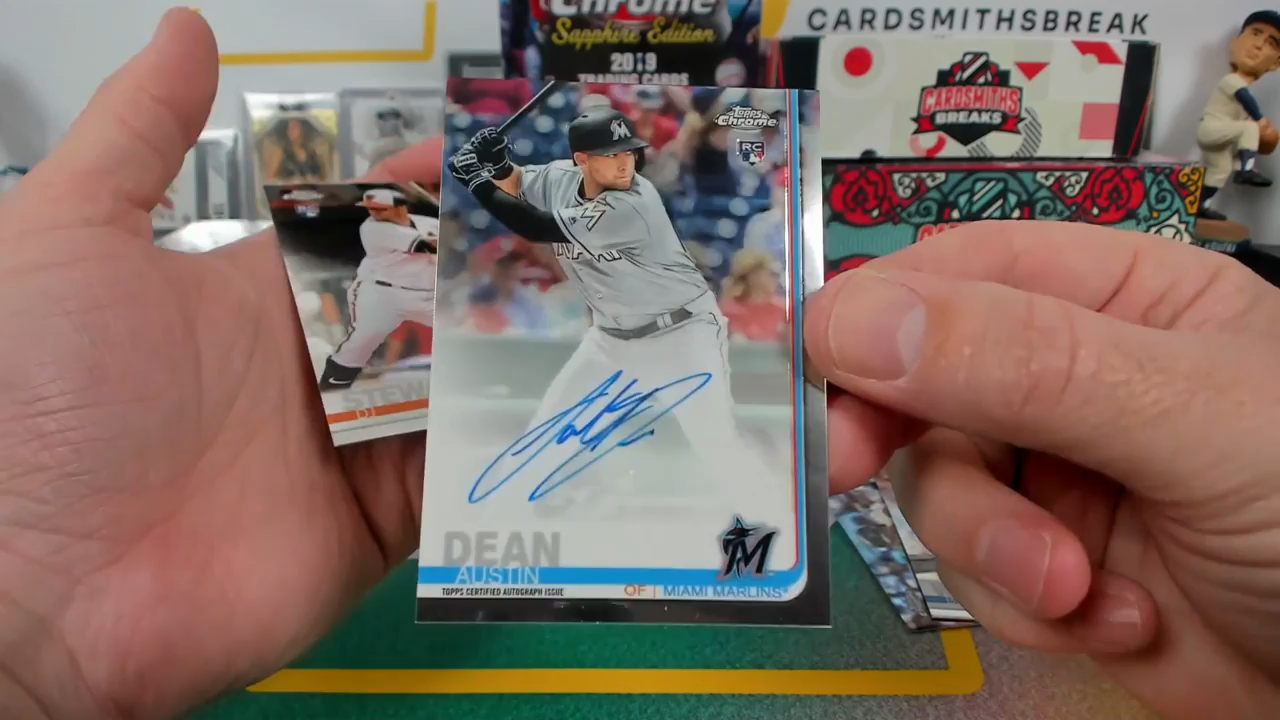 Chrome
Sapphire Edition
2019
TRADING CARDS
CARDSMITHSBREAK
CARDSMITHS
BREAKS
Topps
Chrome
RC
M
STEW
DJ
DEAN
AUSTIN
TOPPS CERTIFIED AUTOGRAPH ISSUE
OF | MIAMI MARLINS
M